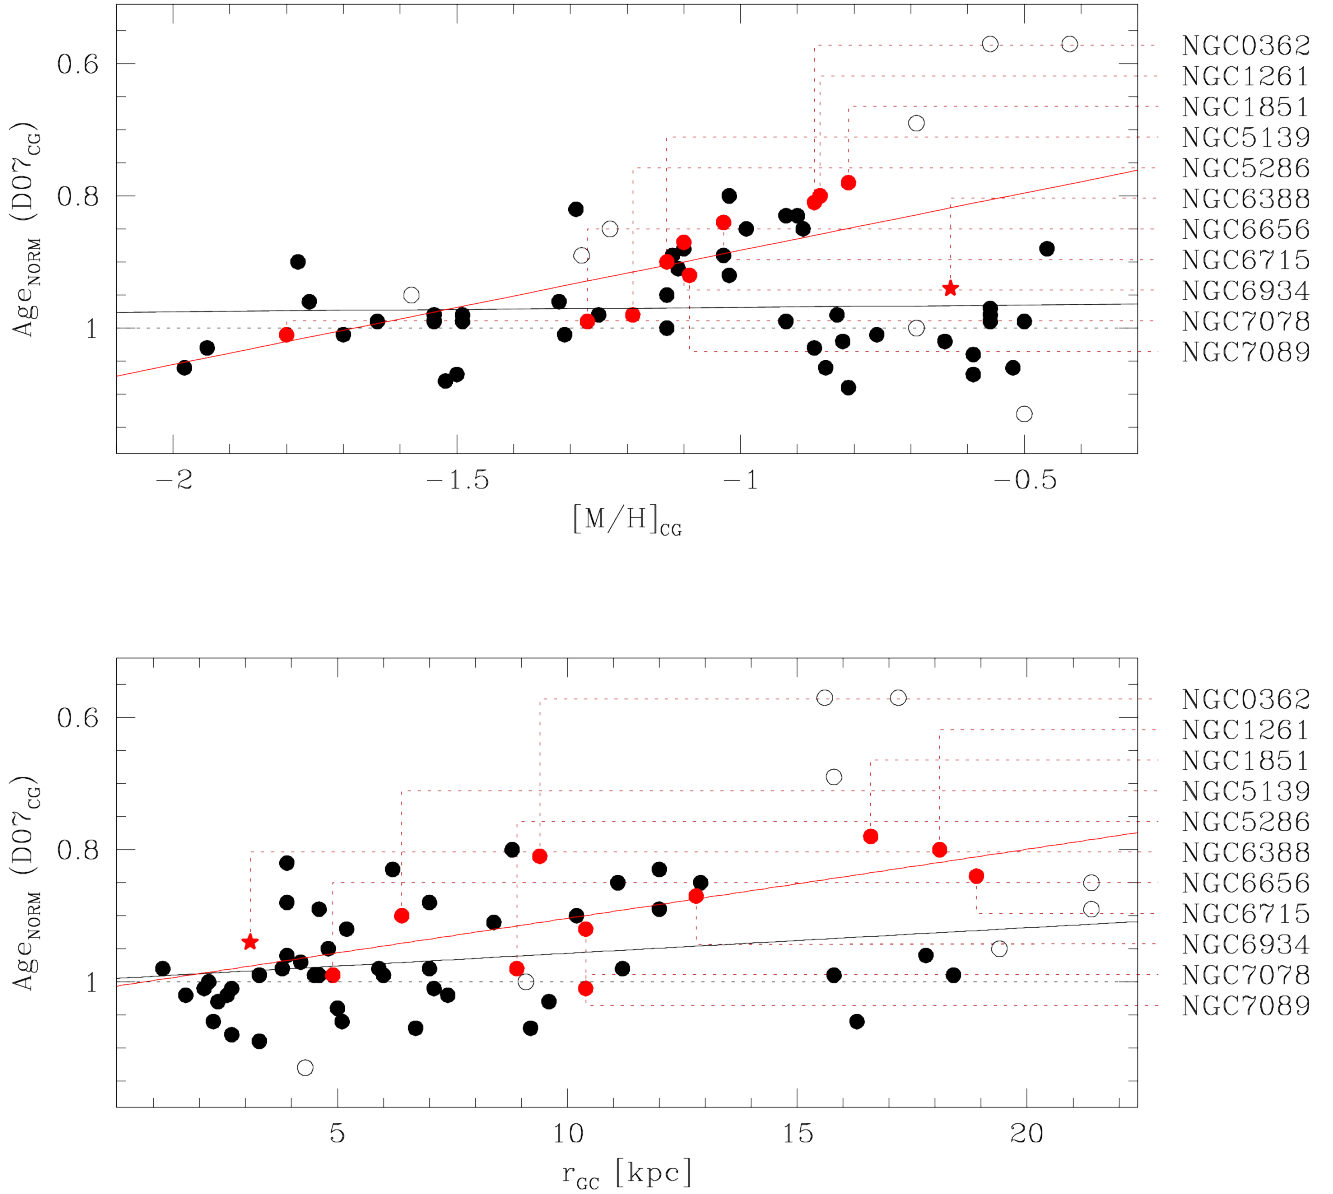 NGC0362
NGC1261
NGC1851
NGC5139
NGC5286
NGC6388
NGC6656
NGC6715
NGC6934
NGC7078
NGC7089
0.6
0.8
1
Age_NORM (D07_CG)
-2
-1.5
-1
-0.5
[M/H]_CG
NGC0362
NGC1261
NGC1851
NGC5139
NGC5286
NGC6388
NGC6656
NGC6715
NGC6934
NGC7078
NGC7089
0.6
0.8
1
Age_NORM (D07_CG)
5
10
15
20
r_GC [kpc]